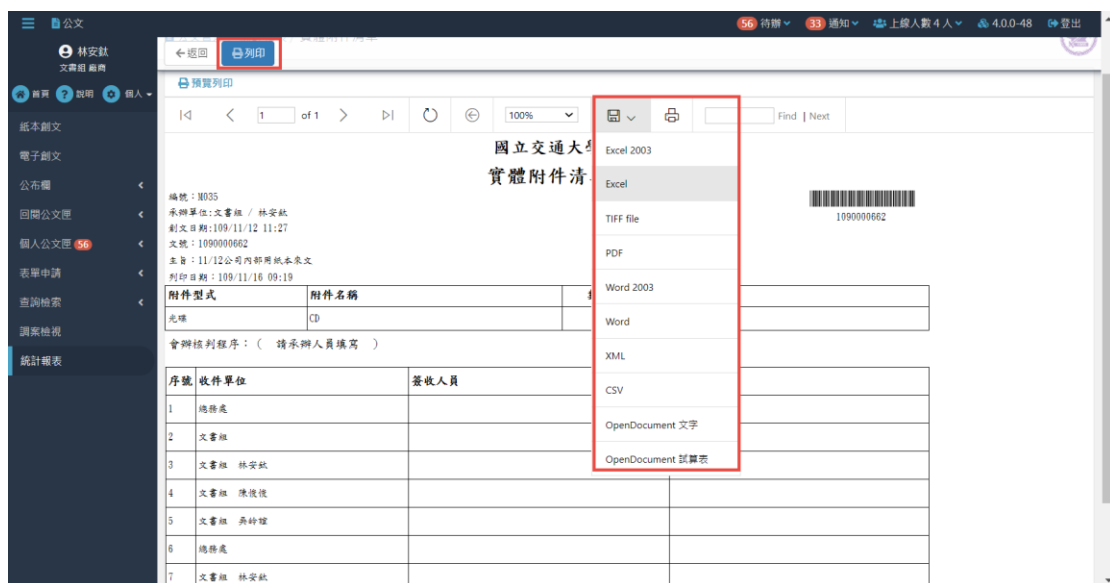 公文
56 待辦 33 通知 上線人數 4 人 4.0.0-48 登出
林安鈦
文書組 廠商
首頁 說明 個人
紙本創文
電子創文
公布欄
回閱公文匣
個人公文匣 56
表單申請
查詢檢索
調案檢視
統計報表
返回 列印
預覽列印
1 of 1 100% Find | Next
國立交通大
實體附件清
編號：M035
承辦單位:文書組 / 林安鈦
創文日期:109/11/12 11:27
文號：1090000662
主旨：11/12公司內部用紙本來文
列印日期：109/11/16 09:19
1090000662
附件型式 附件名稱
光碟 CD
會辦核判程序：（ 請承辦人員填寫 ）
序號 收件單位 簽收人員
1 總務處
2 文書組
3 文書組 林安鈦
4 文書組 陳俊俊
5 文書組
6 總務處
7 文書組 林安鈦
Excel 2003
Excel
TIFF file
PDF
Word 2003
Word
XML
CSV
OpenDocument 文字
OpenDocument 試算表